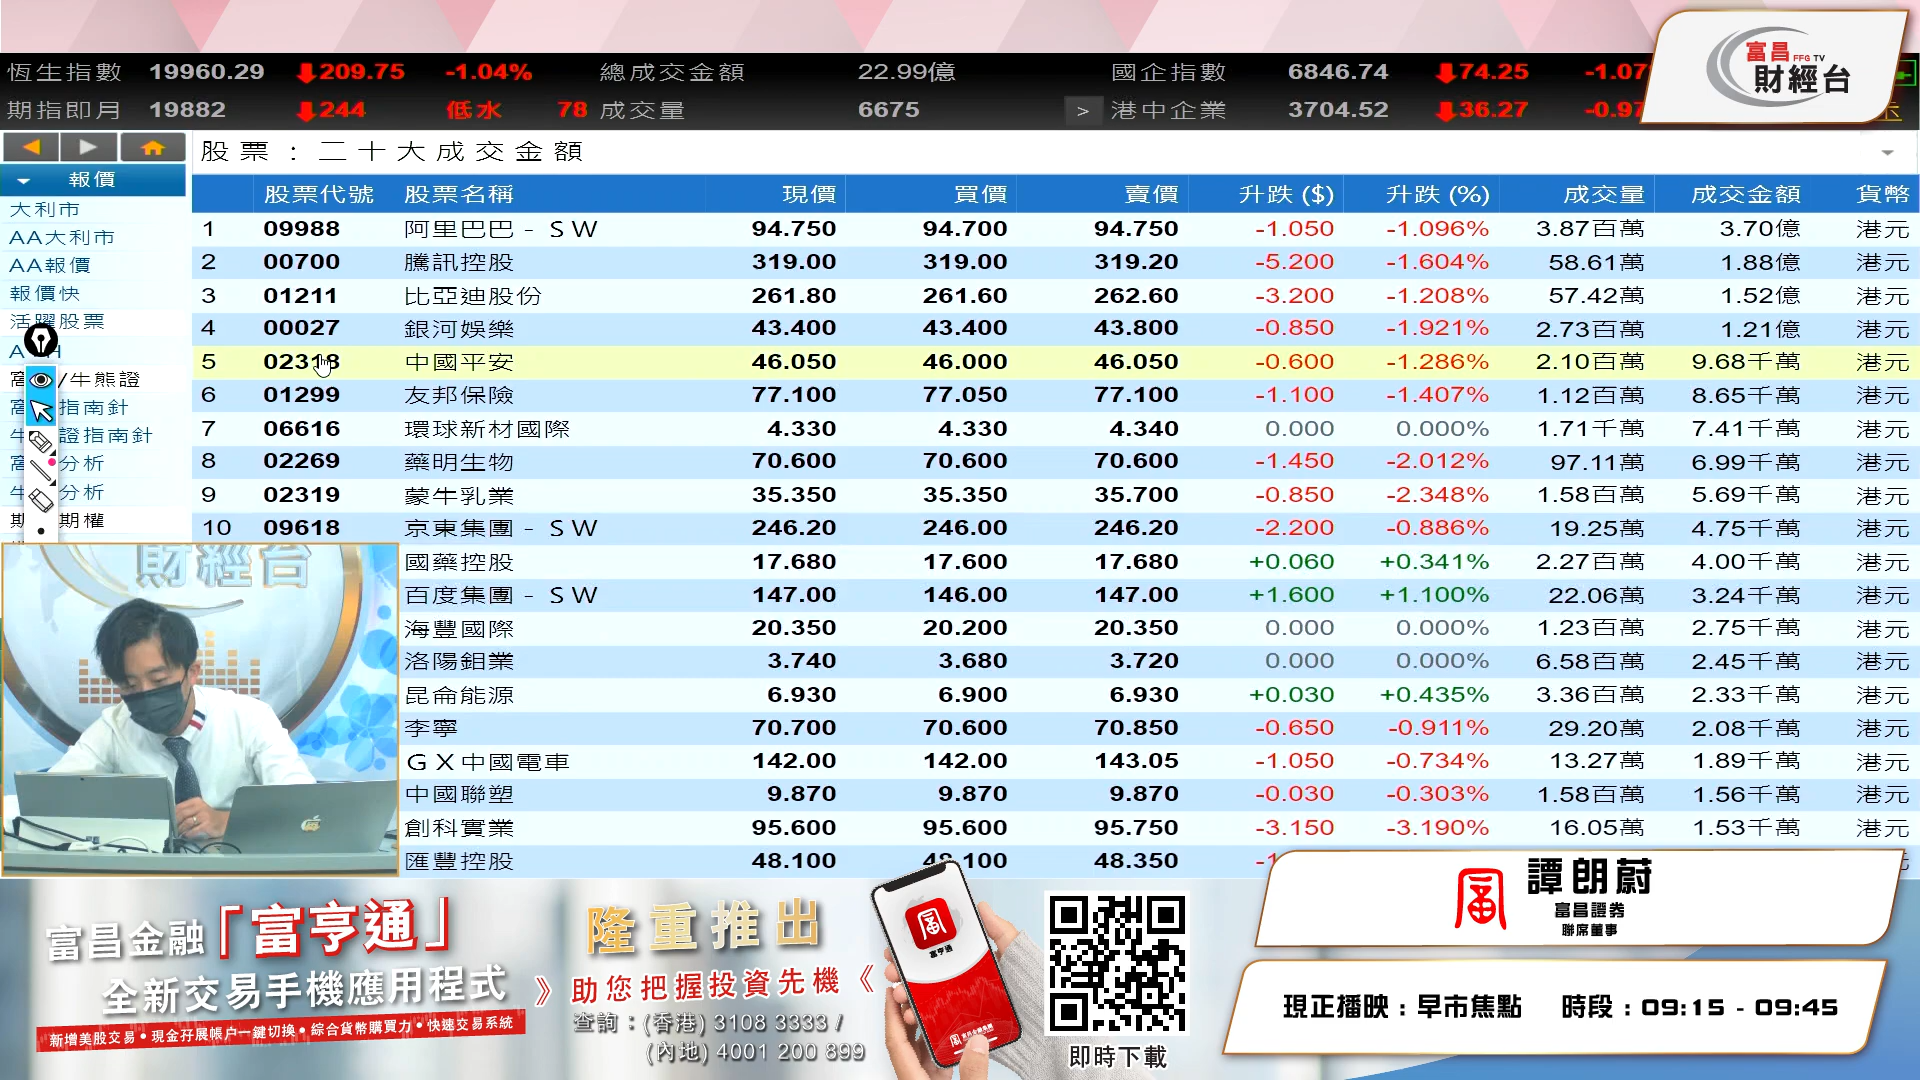 恆生指數 19960.29 209.75 -1.04% 總成交金額 22.99億 國企指數 6846.74 74.25 -1.07
期指即月 19882 244 低水 78 成交量 6675 > 港中企業 3704.52 36.27 -0.97
富昌 FFG TV
財經台
股票：二十大成交金額
報價
大利市
AA大利市
AA報價
報價快
活躍股票
/牛熊證
指南針
證指南針
分析
分析
期權
股票代號 股票名稱 現價 買價 賣價 升跌 ($) 升跌 (%) 成交量 成交金額 貨幣
1 09988 阿里巴巴－ＳＷ 94.750 94.700 94.750 -1.050 -1.096% 3.87百萬 3.70億 港元
2 00700 騰訊控股 319.00 319.00 319.20 -5.200 -1.604% 58.61萬 1.88億 港元
3 01211 比亞迪股份 261.80 261.60 262.60 -3.200 -1.208% 57.42萬 1.52億 港元
4 00027 銀河娛樂 43.400 43.400 43.800 -0.850 -1.921% 2.73百萬 1.21億 港元
5 02318 中國平安 46.050 46.000 46.050 -0.600 -1.286% 2.10百萬 9.68千萬 港元
6 01299 友邦保險 77.100 77.050 77.100 -1.100 -1.407% 1.12百萬 8.65千萬 港元
7 06616 環球新材國際 4.330 4.330 4.340 0.000 0.000% 1.71千萬 7.41千萬 港元
8 02269 藥明生物 70.600 70.600 70.600 -1.450 -2.012% 97.11萬 6.99千萬 港元
9 02319 蒙牛乳業 35.350 35.350 35.700 -0.850 -2.348% 1.58百萬 5.69千萬 港元
10 09618 京東集團－ＳＷ 246.20 246.00 246.20 -2.200 -0.886% 19.25萬 4.75千萬 港元
國藥控股 17.680 17.600 17.680 +0.060 +0.341% 2.27百萬 4.00千萬 港元
百度集團－ＳＷ 147.00 146.00 147.00 +1.600 +1.100% 22.06萬 3.24千萬 港元
海豐國際 20.350 20.200 20.350 0.000 0.000% 1.23百萬 2.75千萬 港元
洛陽鉬業 3.740 3.680 3.720 0.000 0.000% 6.58百萬 2.45千萬 港元
昆侖能源 6.930 6.900 6.930 +0.030 +0.435% 3.36百萬 2.33千萬 港元
李寧 70.700 70.600 70.850 -0.650 -0.911% 29.20萬 2.08千萬 港元
ＧＸ中國電車 142.00 142.00 143.05 -1.050 -0.734% 13.27萬 1.89千萬 港元
中國聯塑 9.870 9.870 9.870 -0.030 -0.303% 1.58百萬 1.56千萬 港元
創科實業 95.600 95.600 95.750 -3.150 -3.190% 16.05萬 1.53千萬 港元
匯豐控股 48.100 48.100 48.350 -1
財經台
富昌金融「富亨通」
全新交易手機應用程式
新增美股交易•現金孖展帳户一鍵切換•綜合貨幣購買力•快速交易系統
隆重推出
》助您把握投資先機《
查詢：(香港) 3108 3333 /
(內地) 4001 200 899
富亨通
即時下載
譚朗蔚
富昌證券
聯席董事
現正播映：早市焦點 時段：09:15 - 09:45